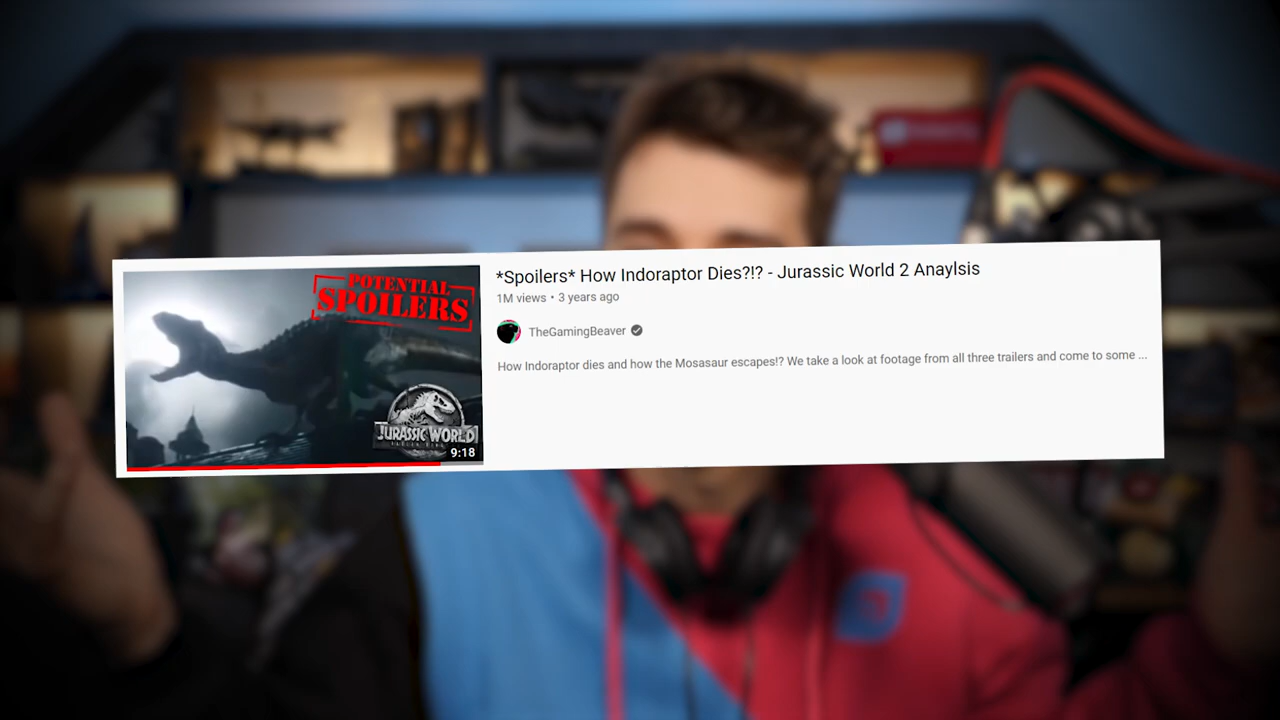 POTENTIAL
SPOILERS
JURASSIC WORLD
9:18
*Spoilers* How Indoraptor Dies?!? - Jurassic World 2 Anaylsis
1M views • 3 years ago
TheGamingBeaver
How Indoraptor dies and how the Mosasaur escapes!? We take a look at footage from all three trailers and come to some ...